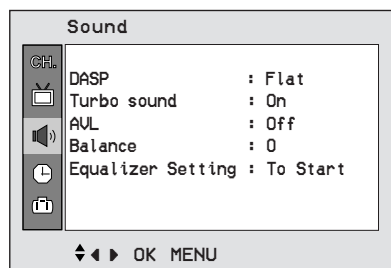 Sound
CH.
DASP : Flat
Turbo sound : On
AVL : Off
Balance : 0
Equalizer Setting : To Start
OK MENU